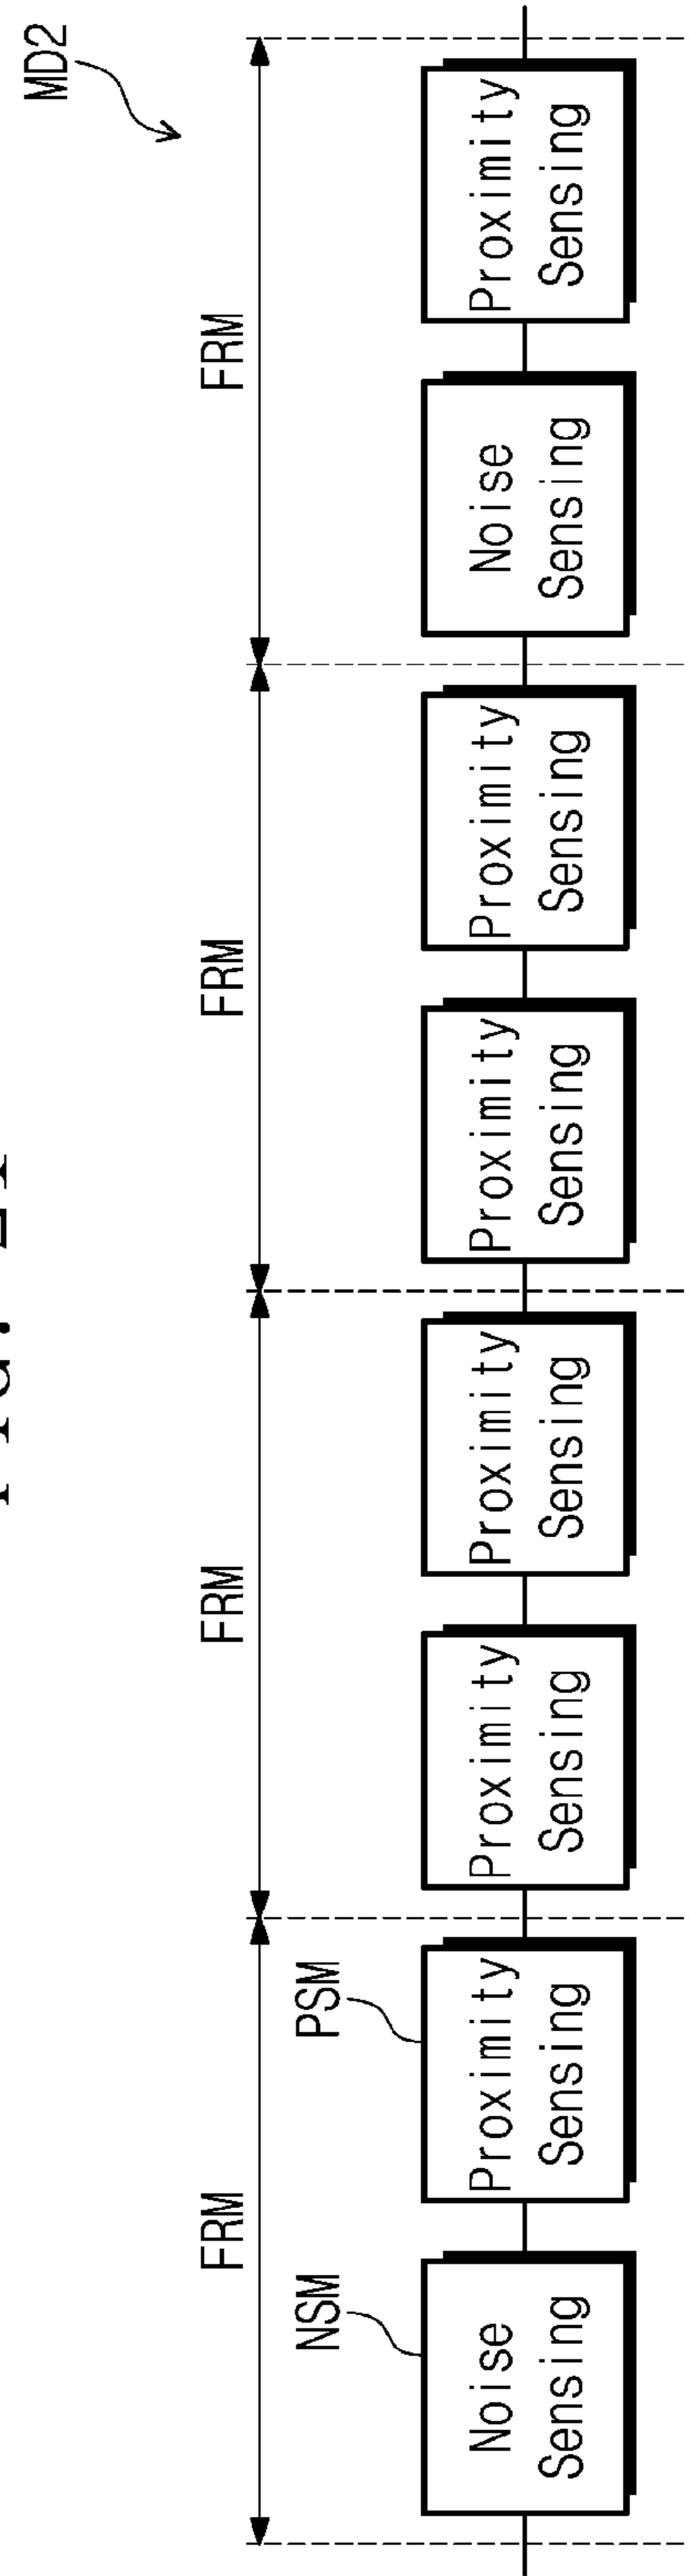 MD2
FRM
FRM
FRM
FRM
NSM
PSM
Noise
Sensing
Proximity
Sensing
Proximity
Sensing
Proximity
Sensing
Proximity
Sensing
Proximity
Sensing
Noise
Sensing
Proximity
Sensing